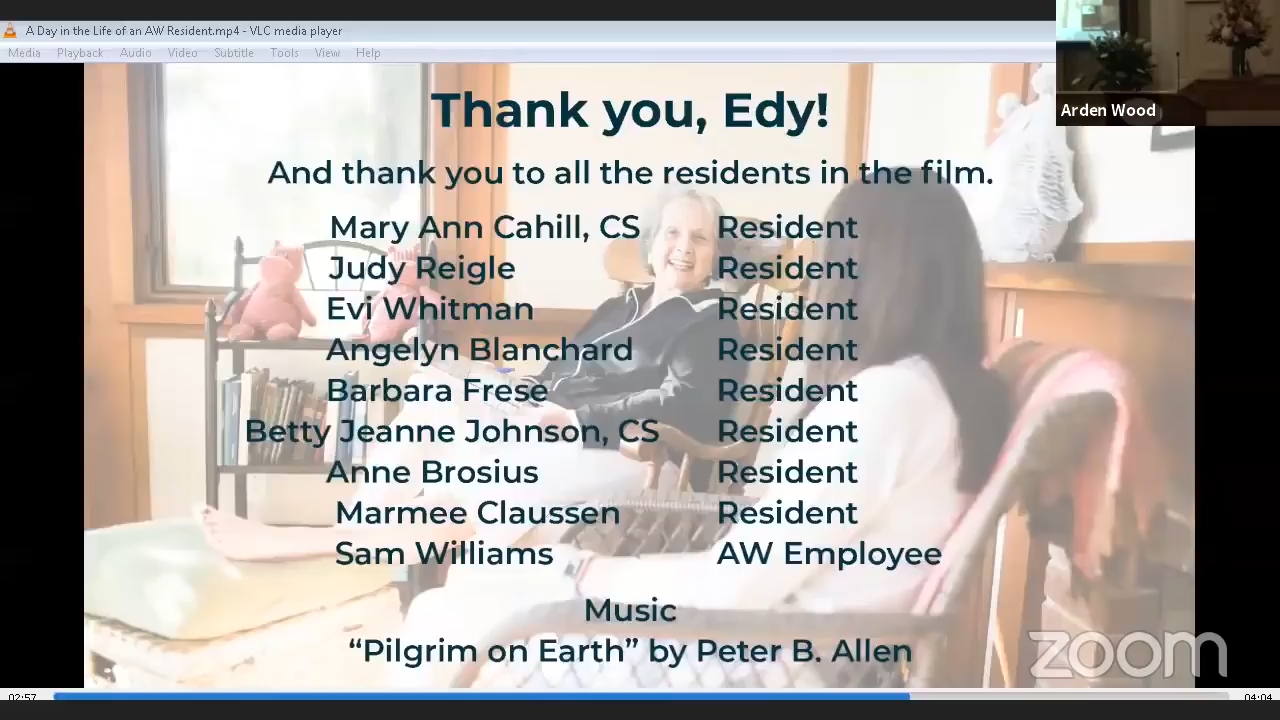 A Day in the Life of an AW Resident.mp4 - VLC media player
Media Playback Audio Video Subtitle Tools View Help
Arden Wood
Thank you, Edy!
And thank you to all the residents in the film.
Mary Ann Cahill, CS Resident
Judy Reigle Resident
Evi Whitman Resident
Angelyn Blanchard Resident
Barbara Frese Resident
Betty Jeanne Johnson, CS Resident
Anne Brosius Resident
Marmee Claussen Resident
Sam Williams AW Employee
Music
“Pilgrim on Earth” by Peter B. Allen
zoom
02:57 04:04